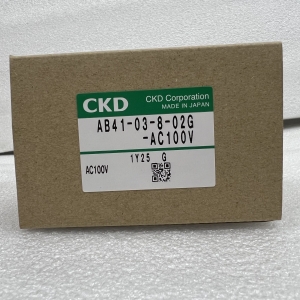 CKD
CKD Corporation
MADE IN JAPAN
AB41-03-8-02G
-AC100V
1Y25 G
AC100V